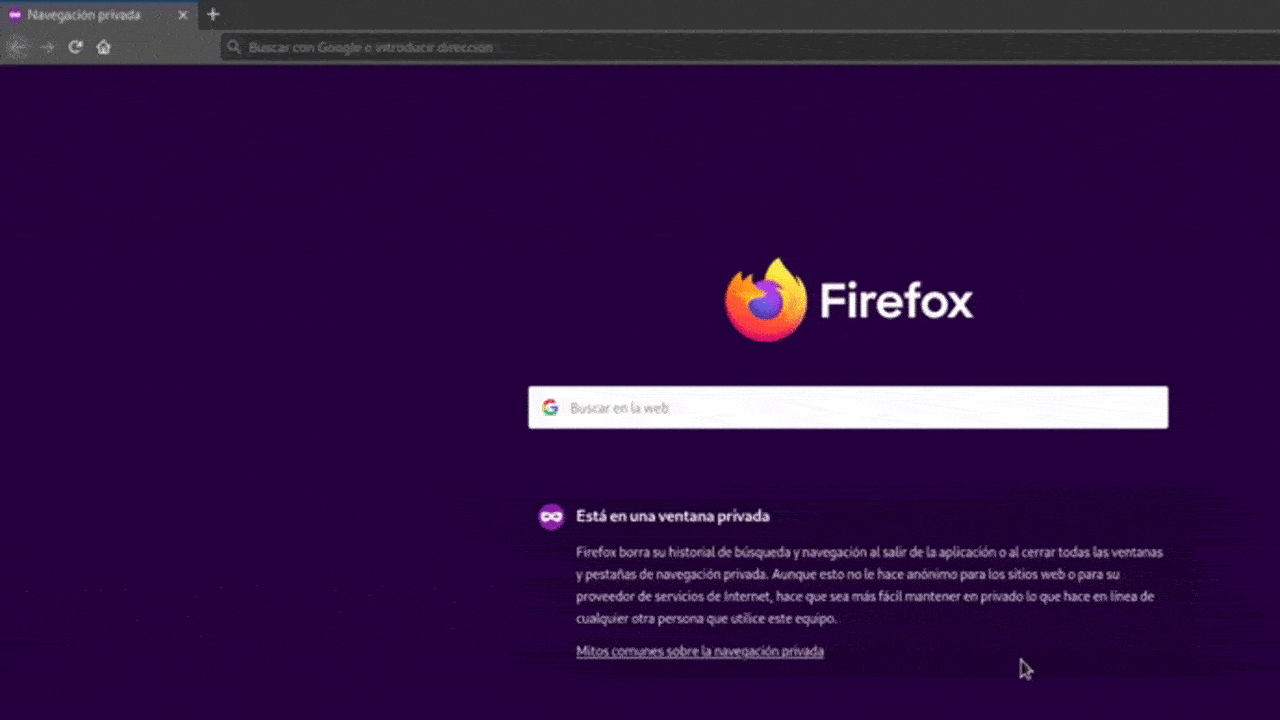 Navegación privada
Buscar con Google o introducir dirección
Firefox
Buscar en la web
Está en una ventana privada
Firefox borra su historial de búsqueda y navegación al salir de la aplicación o al cerrar todas las ventanas
y pestañas de navegación privada. Aunque esto no le hace anónimo para los sitios web o para su
proveedor de servicios de Internet, hace que sea más fácil mantener en privado lo que hace en línea de
cualquier otra persona que utilice este equipo.
Mitos comunes sobre la navegación privada